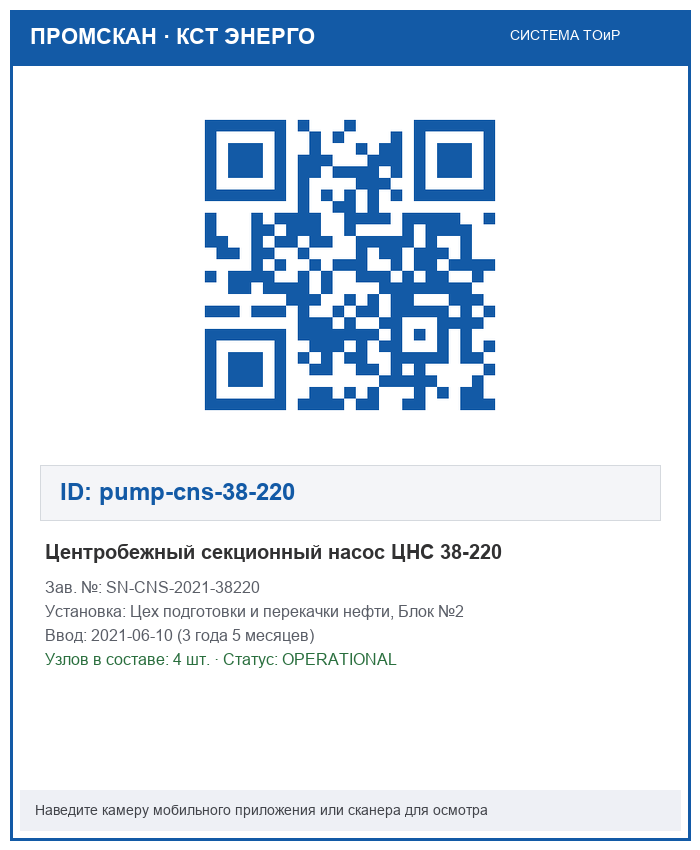 ПРОМСКАН · КСТ ЭНЕРГО
СИСТЕМА ТОиР
ID: pump-cns-38-220
Центробежный секционный насос ЦНС 38-220
Зав. №: SN-CNS-2021-38220
Установка: Цех подготовки и перекачки нефти, Блок №2
Ввод: 2021-06-10 (3 года 5 месяцев)
Узлов в составе: 4 шт. · Статус: OPERATIONAL
Наведите камеру мобильного приложения или сканера для осмотра